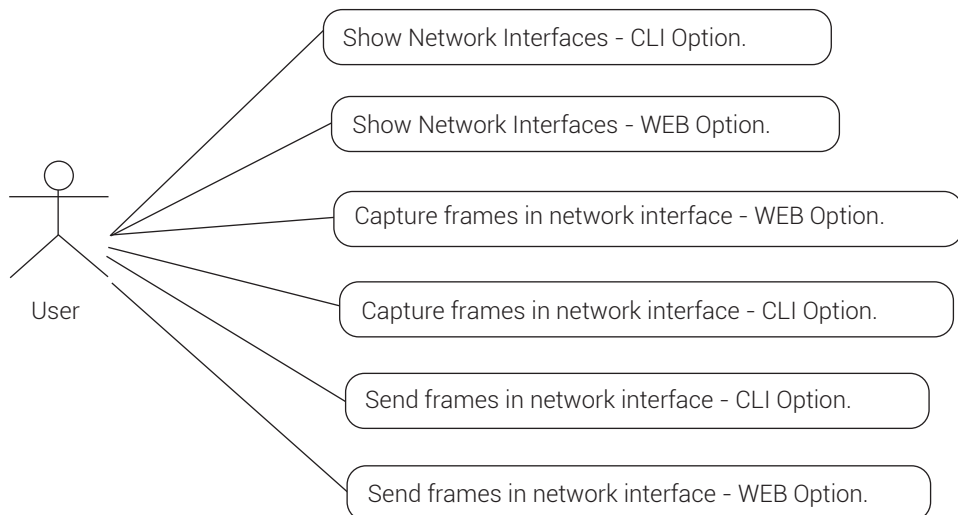 Show Network Interfaces - CLI Option.
Show Network Interfaces - WEB Option.
Capture frames in network interface - WEB Option.
User
Capture frames in network interface - CLI Option.
Send frames in network interface - CLI Option.
Send frames in network interface - WEB Option.